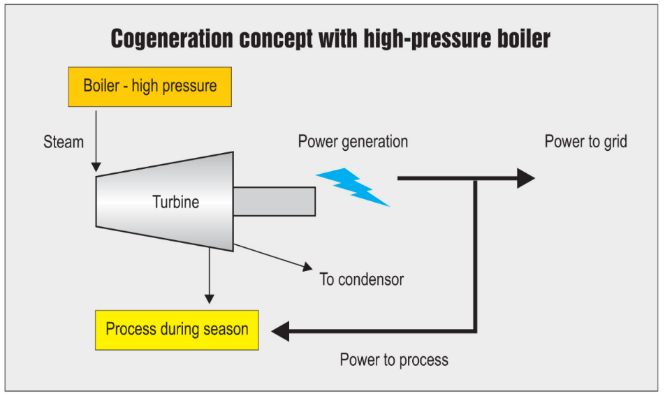 Cogeneration concept with high-pressure boiler
Boiler - high pressure
Steam
Power generation
Power to grid
Turbine
To condensor
Process during season
Power to process